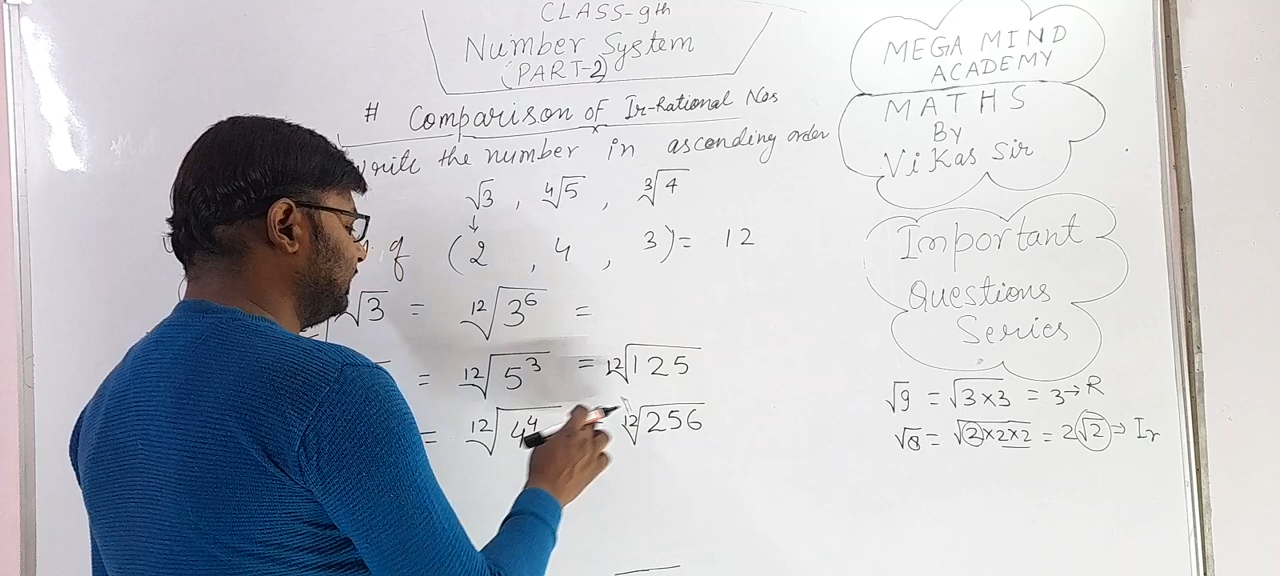 CLASS-9th
Number System
(PART-2)
# Comparison of Ir-Rational Nos
write the number in ascending order
√3 , ⁴√5 , ³√4
of (2 , 4 , 3) = 12
√3 = ¹²√3⁶ =
= ¹²√5³ = ¹²√125
= ¹²√4⁴ = ¹²√256
MEGA MIND
ACADEMY
MATHS
By
Vikas Sir
Important
Questions
Series
√9 = √3×3 = 3→R
√8 = √2×2×2 = 2√2→Ir